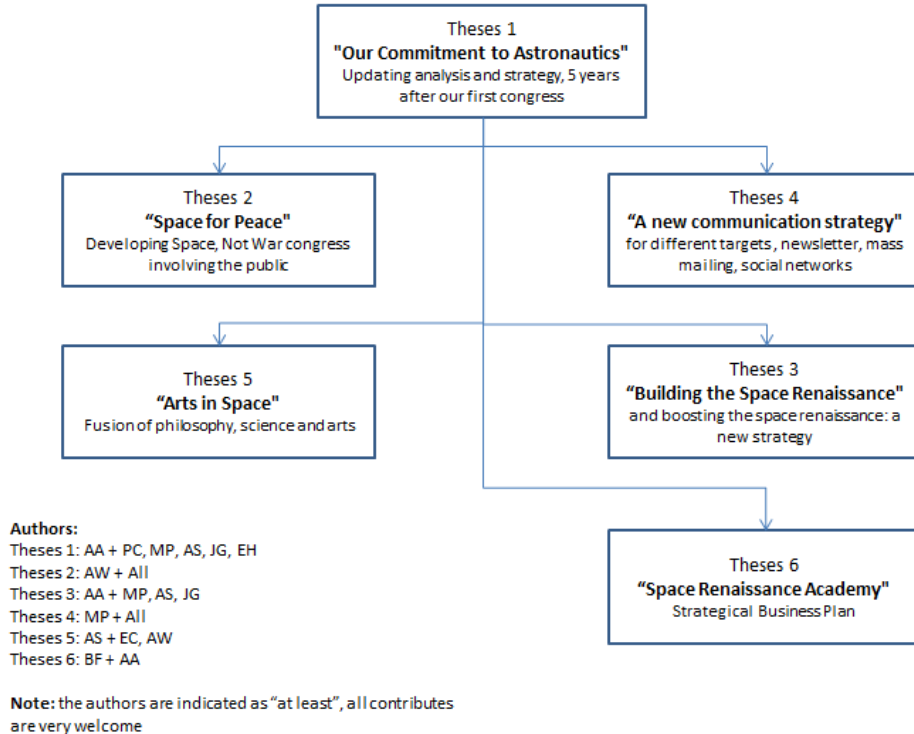 Theses 1
"Our Commitment to Astronautics"
Updating analysis and strategy, 5 years
after our first congress
Theses 2
“Space for Peace"
Developing Space, Not War congress
involving the public
Theses 4
“A new communication strategy"
for different targets, newsletter, mass
mailing, social networks
Theses 5
“Arts in Space"
Fusion of philosophy, science and arts
Theses 3
“Building the Space Renaissance"
and boosting the space renaissance: a
new strategy
Theses 6
“Space Renaissance Academy"
Strategical Business Plan
Authors:
Theses 1: AA + PC, MP, AS, JG, EH
Theses 2: AW + All
Theses 3: AA + MP, AS, JG
Theses 4: MP + All
Theses 5: AS + EC, AW
Theses 6: BF + AA
Note: the authors are indicated as “at least”, all contributes
are very welcome